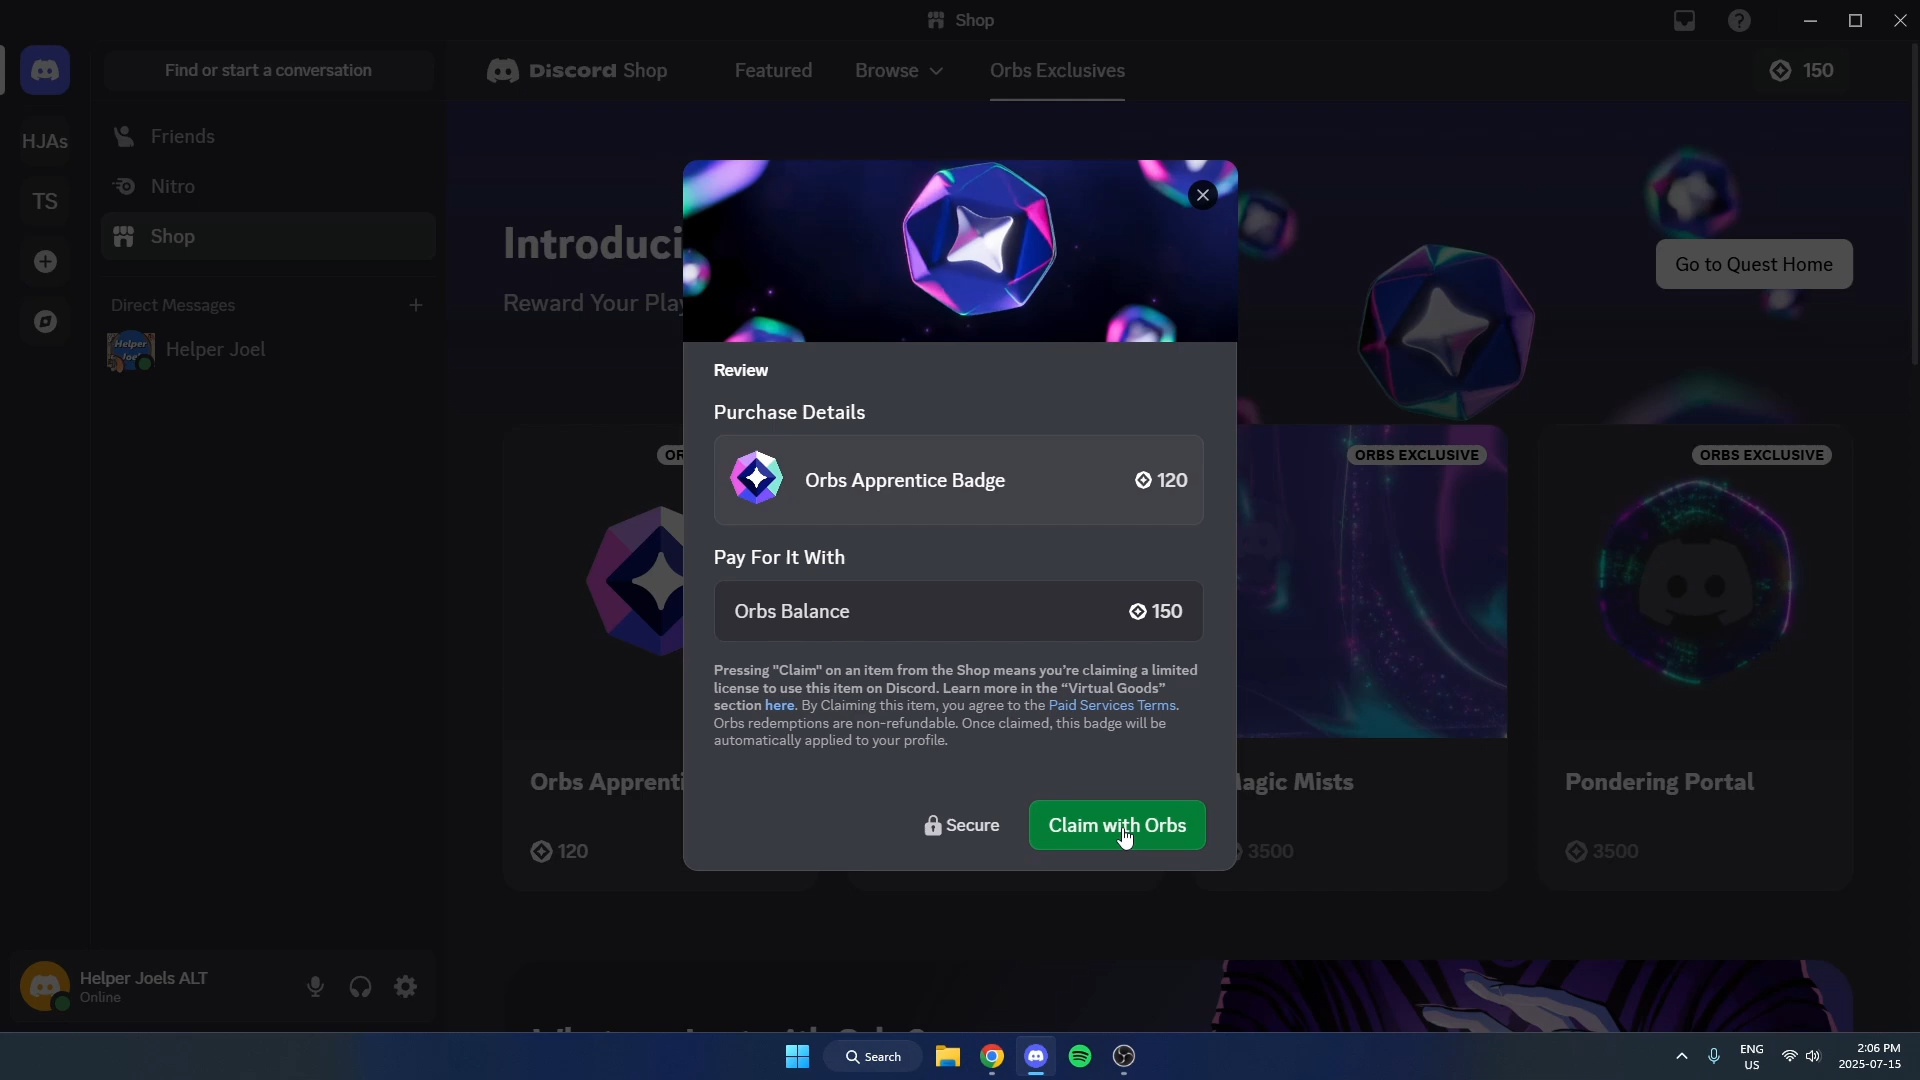 Shop
Find or start a conversation
Discord Shop
Featured
Browse
Orbs Exclusives
150
HJAs
Friends
TS
Nitro
Shop
Introduci
Reward Your Play
Go to Quest Home
Direct Messages
Helper Joel
Review
Purchase Details
Orbs Apprentice Badge
120
Pay For It With
Orbs Balance
150
Pressing "Claim" on an item from the Shop means you’re claiming a limited
license to use this item on Discord. Learn more in the “Virtual Goods”
section here. By Claiming this item, you agree to the Paid Services Terms.
Orbs redemptions are non-refundable. Once claimed, this badge will be
automatically applied to your profile.
Secure
Claim with Orbs
OR
ORBS EXCLUSIVE
ORBS EXCLUSIVE
Orbs Apprenti
Magic Mists
Pondering Portal
120
3500
3500
Helper Joels ALT
Online
Search
ENG
US
2:06 PM
2025-07-15